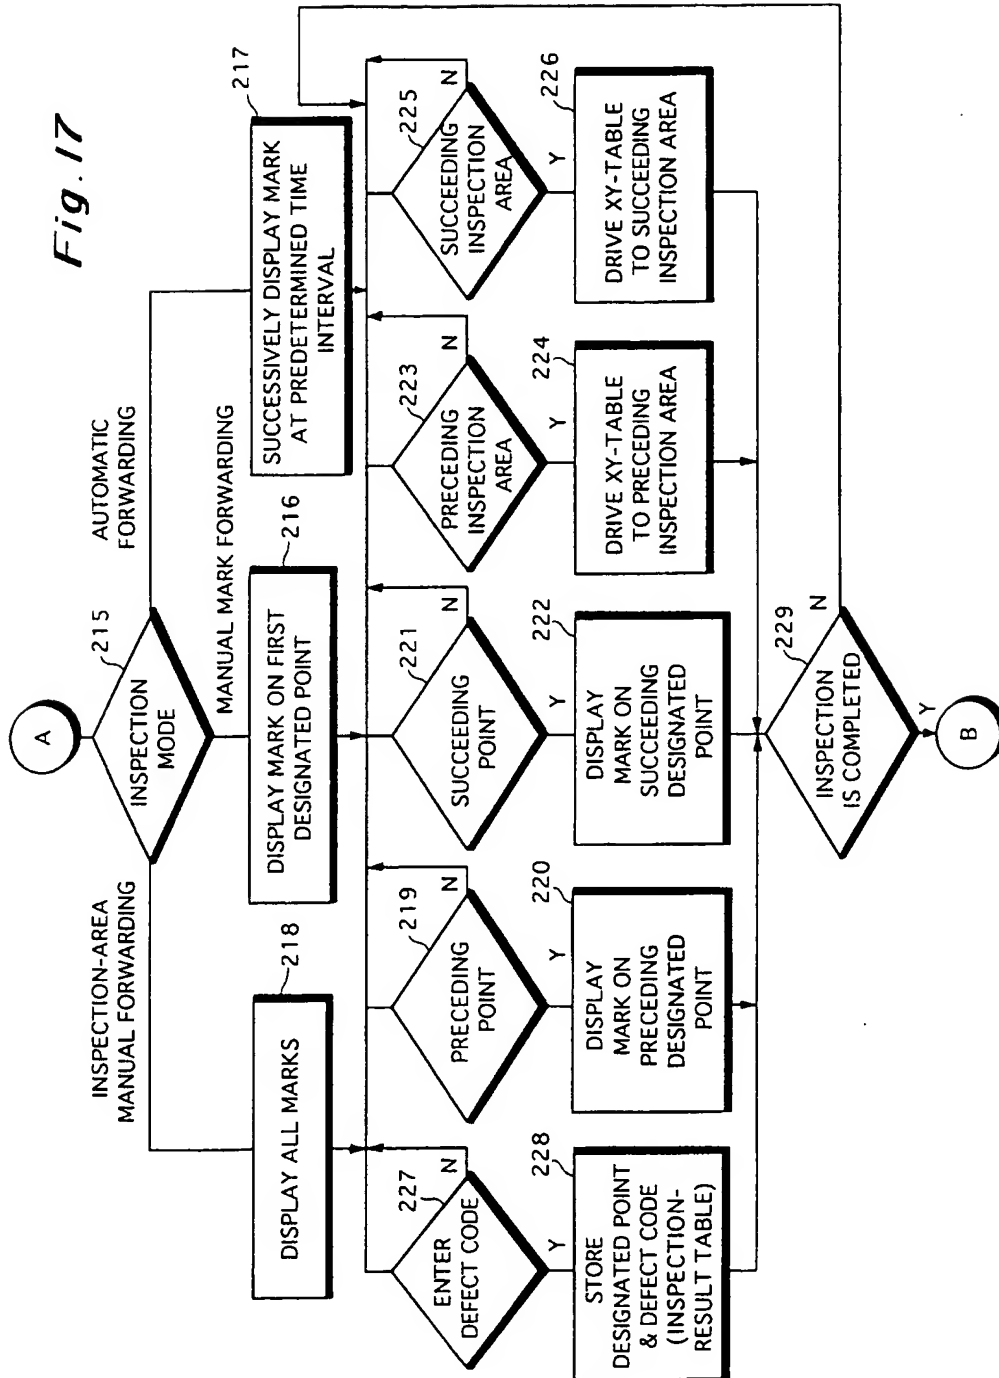 Fig. 17
A
INSPECTION
MODE
215
INSPECTION-AREA
MANUAL FORWARDING
MANUAL MARK FORWARDING
AUTOMATIC
FORWARDING
DISPLAY ALL MARKS
218
DISPLAY MARK ON FIRST
DESIGNATED POINT
216
SUCCESSIVELY DISPLAY MARK
AT PREDETERMINED TIME
INTERVAL
217
ENTER
DEFECT CODE
227
N
Y
PRECEDING
POINT
219
N
Y
SUCCEEDING
POINT
221
N
Y
PRECEDING
INSPECTION
AREA
223
N
Y
SUCCEEDING
INSPECTION
AREA
225
N
Y
STORE
DESIGNATED POINT
& DEFECT CODE
(INSPECTION-
RESULT TABLE)
228
DISPLAY
MARK ON
PRECEDING
DESIGNATED
POINT
220
DISPLAY
MARK ON
SUCCEEDING
DESIGNATED
POINT
222
DRIVE XY-TABLE
TO PRECEDING
INSPECTION AREA
224
DRIVE XY-TABLE
TO SUCCEEDING
INSPECTION AREA
226
INSPECTION
IS COMPLETED
229
N
Y
B